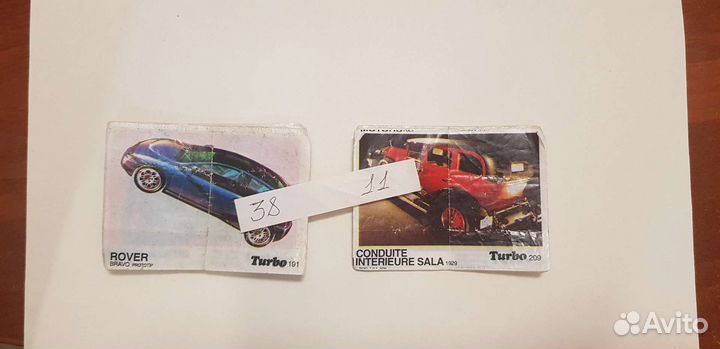 ROVER
BRAVO PROTOTIP
Turbo 191
38 11
CONDUITE
INTERIEURE SALA 1929
Turbo 209
Avito